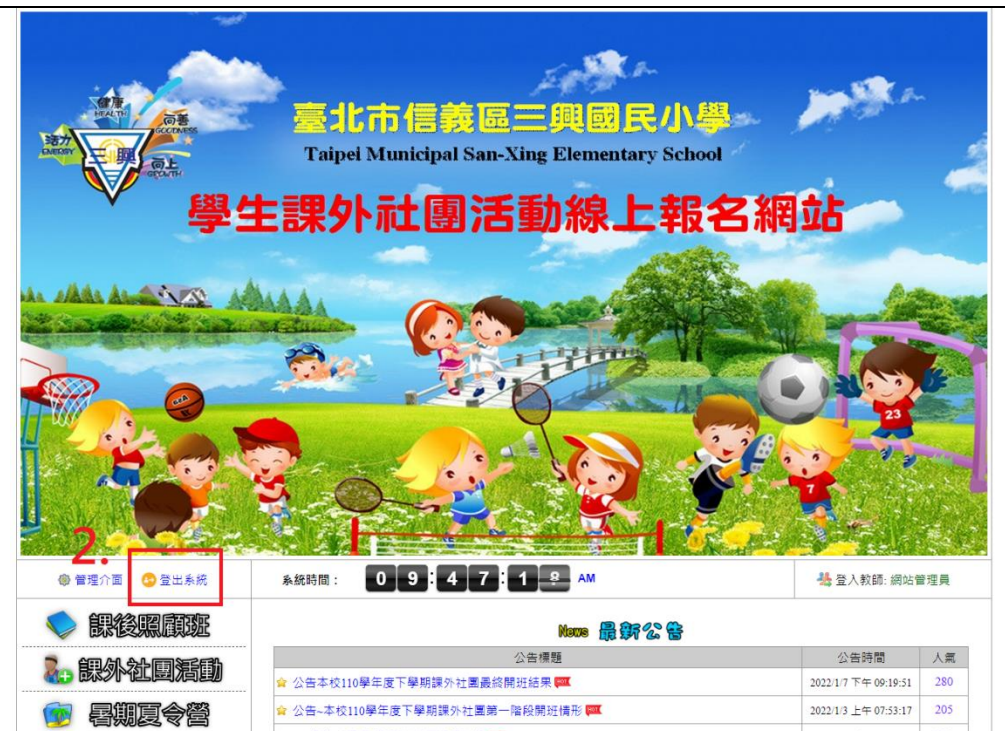 臺北市信義區三興國民小學
Taipei Municipal San-Xing Elementary School
學生課外社團活動線上報名網站
健康
HEALTH
向善
GOODNESS
活力
ENERGY
三興
向上
GROWTH
23
7
2.
管理介面 登出系統 系統時間： 09:47:18 AM 登入教師: 網站管理員
課後照顧班
課外社團活動
暑期夏令營
News 最新公告
公告標題 公告時間 人氣
公告本校110學年度下學期課外社團最終開班結果 HOT 2022/1/7 下午 09:19:51 280
公告~本校110學年度下學期課外社團第一階段開班情形 HOT 2022/1/3 上午 07:53:17 205